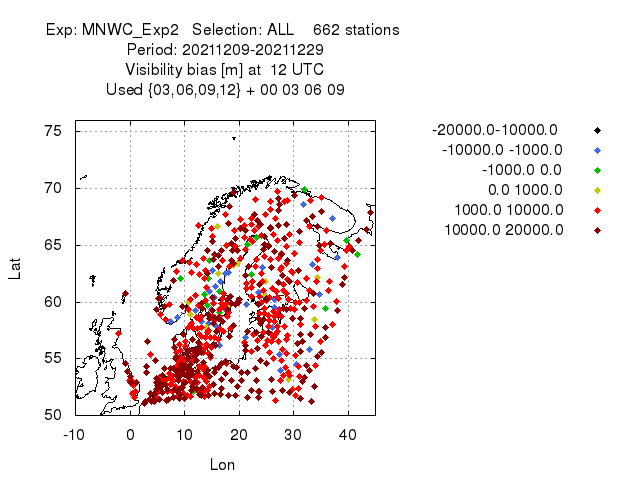 Exp: MNWC_Exp2   Selection: ALL    662 stations
Period: 20211209-20211229
Visibility bias [m] at  12 UTC
Used {03,06,09,12} + 00 03 06 09
-20000.0-10000.0
-10000.0 -1000.0
-1000.0 0.0
0.0 1000.0
1000.0 10000.0
10000.0 20000.0
75
70
65
60
55
50
Lat
-10 0 10 20 30 40
Lon